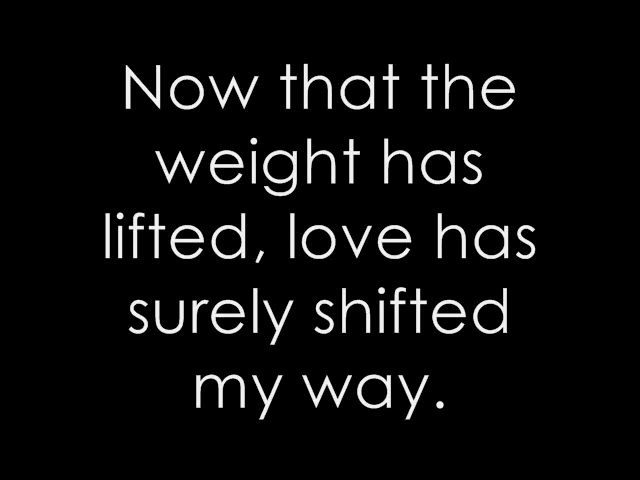 Now that the
weight has
lifted, love has
surely shifted
my way.